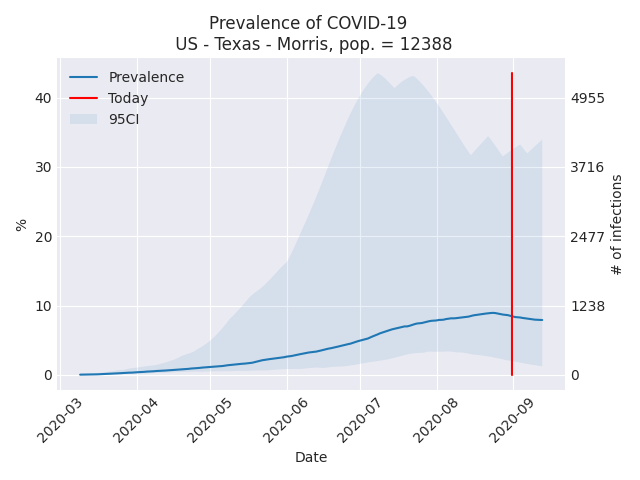 Prevalence of COVID-19
US - Texas - Morris, pop. = 12388
Prevalence
Today
95CI
40
30
20
10
0
%
4955
3716
2477
1238
0
# of infections
2020-03
2020-04
2020-05
2020-06
2020-07
2020-08
2020-09
Date